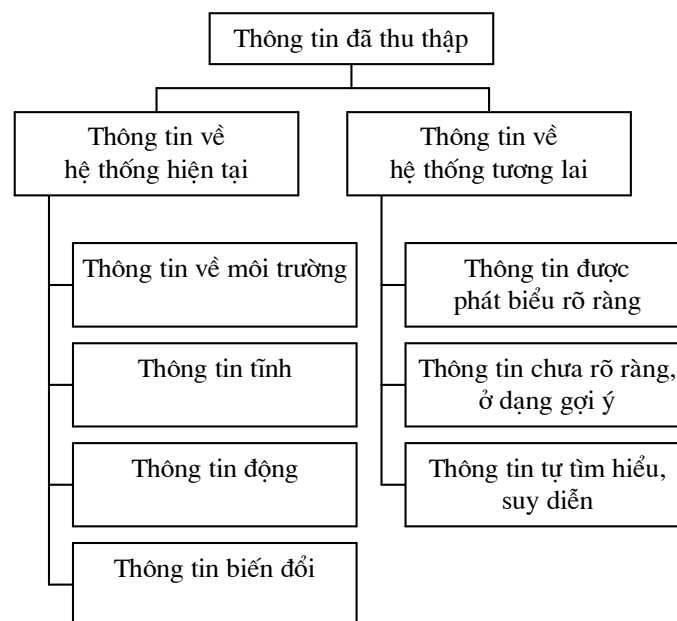 Thông tin đã thu thập
Thông tin về
hệ thống hiện tại
Thông tin về
hệ thống tương lai
Thông tin về môi trường
Thông tin tĩnh
Thông tin động
Thông tin biến đổi
Thông tin được
phát biểu rõ ràng
Thông tin chưa rõ ràng,
ở dạng gợi ý
Thông tin tự tìm hiểu,
suy diễn